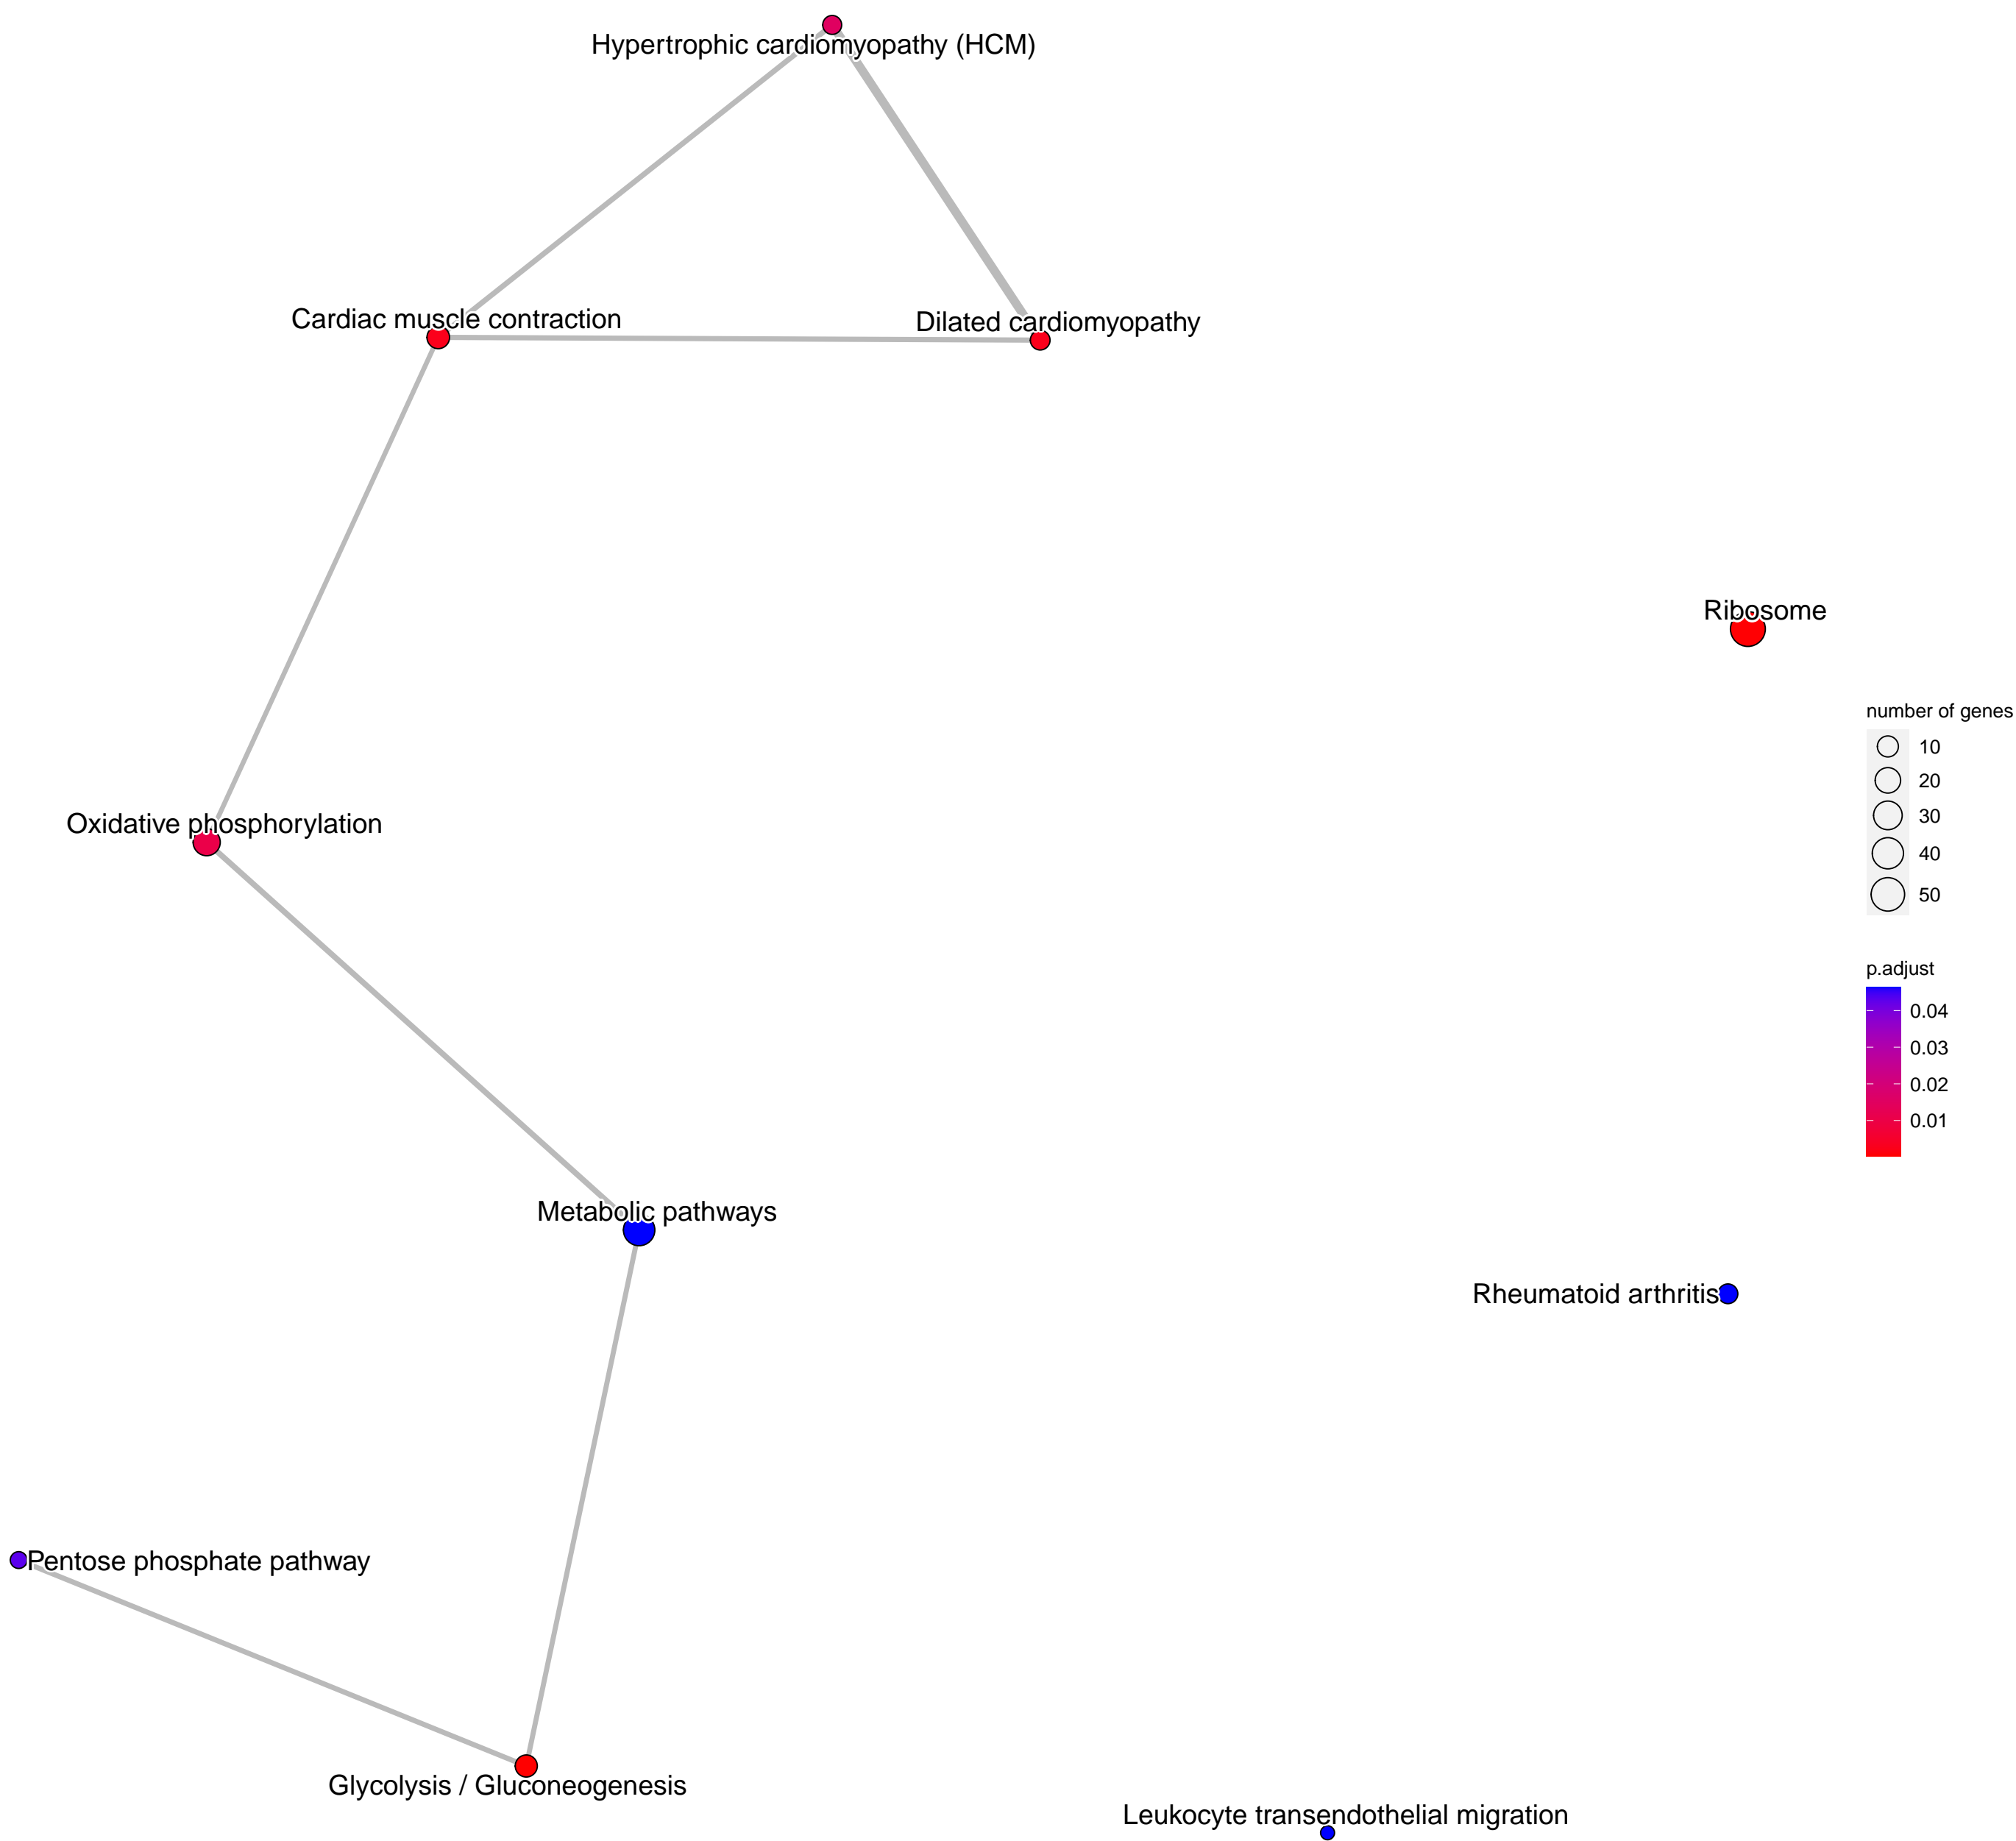 Hypertrophic cardiomyopathy (HCM)
Cardiac muscle contraction
Dilated cardiomyopathy
Ribosome
number of genes
10
20
30
40
50
Oxidative phosphorylation
p.adjust
0.04
0.03
0.02
0.01
Metabolic pathways
Rheumatoid arthritis
Pentose phosphate pathway
Glycolysis / Gluconeogenesis
Leukocyte transendothelial migration